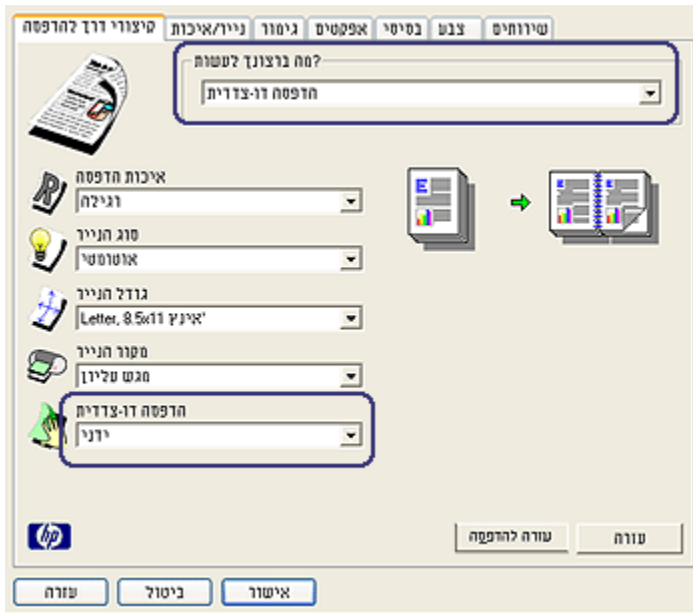 קיצורי דרך להדפסה
נייר/איכות
גימור
אפקטים
בסיסי
צבע
שירותים
מה ברצונך לעשות?
הדפסה דו-צדדית
איכות הדפסה
רגילה
סוג הנייר
אוטומטי
גודל הנייר
Letter, 8.5x11 אינץ'
מקור הנייר
מגש עליון
הדפסה דו-צדדית
ידני
hp
עזרה להדפסה
עזרה
עזרה
ביטול
אישור